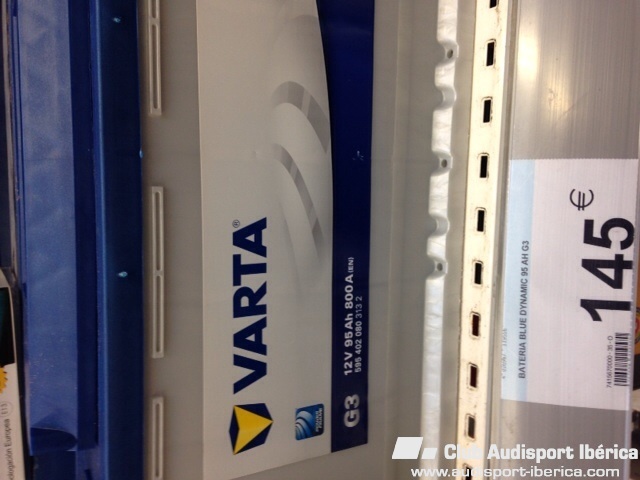 VARTA®
G3
12V 95Ah 800A(EN)
595 402 080 313 2
BATERIA BLUE DYNAMIC 95 AH G3
145 €
Club Audisport Ibérica
www.audisport-iberica.com